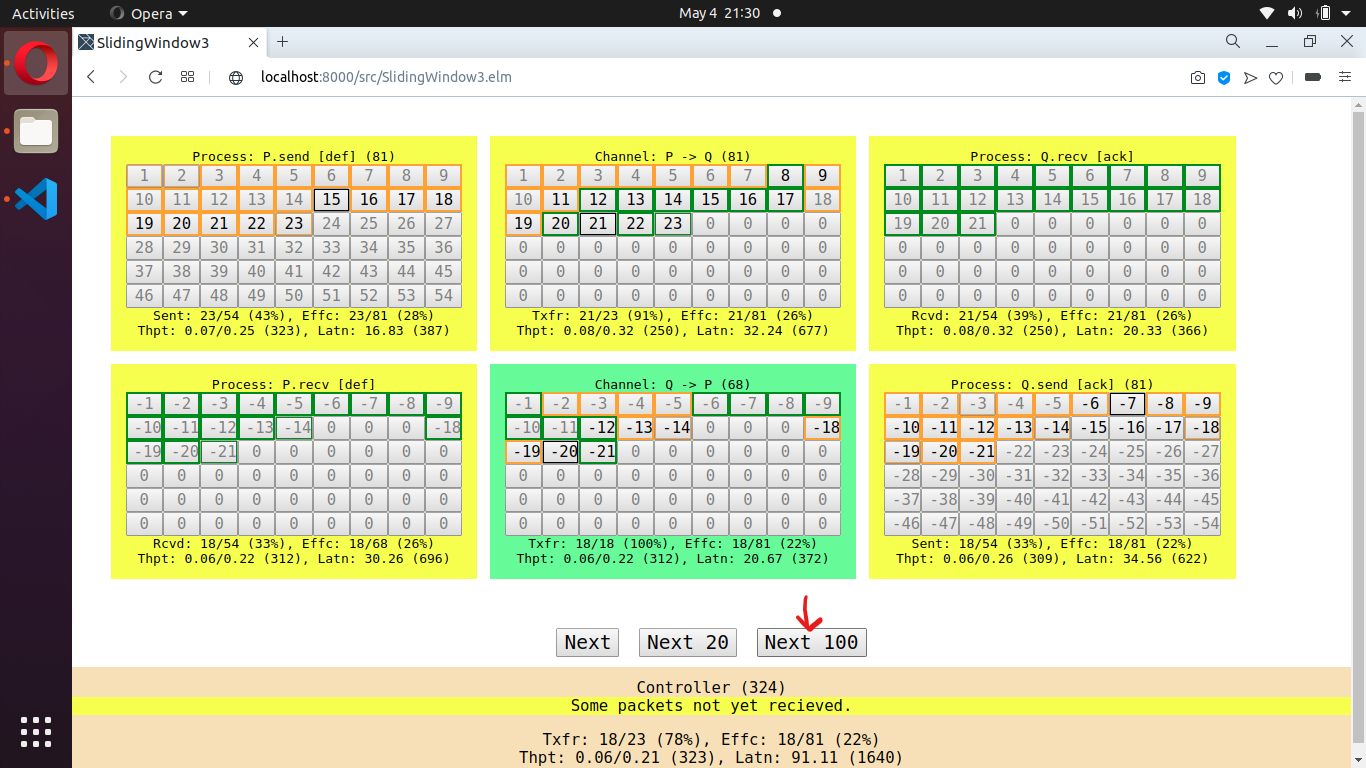 Activities Opera May 4 21:30
SlidingWindow3
localhost:8000/src/SlidingWindow3.elm
Process: P.send [def] (81)
1 2 3 4 5 6 7 8 9
10 11 12 13 14 15 16 17 18
19 20 21 22 23 24 25 26 27
28 29 30 31 32 33 34 35 36
37 38 39 40 41 42 43 44 45
46 47 48 49 50 51 52 53 54
Sent: 23/54 (43%), Effc: 23/81 (28%)
Thpt: 0.07/0.25 (323), Latn: 16.83 (387)
Channel: P -> Q (81)
1 2 3 4 5 6 7 8 9
10 11 12 13 14 15 16 17 18
19 20 21 22 23 0 0 0 0
0 0 0 0 0 0 0 0 0
0 0 0 0 0 0 0 0 0
0 0 0 0 0 0 0 0 0
Txfr: 21/23 (91%), Effc: 21/81 (26%)
Thpt: 0.08/0.32 (250), Latn: 32.24 (677)
Process: Q.recv [ack]
1 2 3 4 5 6 7 8 9
10 11 12 13 14 15 16 17 18
19 20 21 0 0 0 0 0 0
0 0 0 0 0 0 0 0 0
0 0 0 0 0 0 0 0 0
0 0 0 0 0 0 0 0 0
Rcvd: 21/54 (39%), Effc: 21/81 (26%)
Thpt: 0.08/0.32 (250), Latn: 20.33 (366)
Process: P.recv [def]
-1 -2 -3 -4 -5 -6 -7 -8 -9
-10 -11 -12 -13 -14 0 0 0 -18
-19 -20 -21 0 0 0 0 0 0
0 0 0 0 0 0 0 0 0
0 0 0 0 0 0 0 0 0
0 0 0 0 0 0 0 0 0
Rcvd: 18/54 (33%), Effc: 18/68 (26%)
Thpt: 0.06/0.22 (312), Latn: 30.26 (696)
Channel: Q -> P (68)
-1 -2 -3 -4 -5 -6 -7 -8 -9
-10 -11 -12 -13 -14 0 0 0 -18
-19 -20 -21 0 0 0 0 0 0
0 0 0 0 0 0 0 0 0
0 0 0 0 0 0 0 0 0
0 0 0 0 0 0 0 0 0
Txfr: 18/18 (100%), Effc: 18/81 (22%)
Thpt: 0.06/0.22 (312), Latn: 20.67 (372)
Process: Q.send [ack] (81)
-1 -2 -3 -4 -5 -6 -7 -8 -9
-10 -11 -12 -13 -14 -15 -16 -17 -18
-19 -20 -21 -22 -23 -24 -25 -26 -27
-28 -29 -30 -31 -32 -33 -34 -35 -36
-37 -38 -39 -40 -41 -42 -43 -44 -45
-46 -47 -48 -49 -50 -51 -52 -53 -54
Sent: 18/54 (33%), Effc: 18/81 (22%)
Thpt: 0.06/0.26 (309), Latn: 34.56 (622)
Next Next 20 Next 100
Controller (324)
Some packets not yet recieved.
Txfr: 18/23 (78%), Effc: 18/81 (22%)
Thpt: 0.06/0.21 (323), Latn: 91.11 (1640)